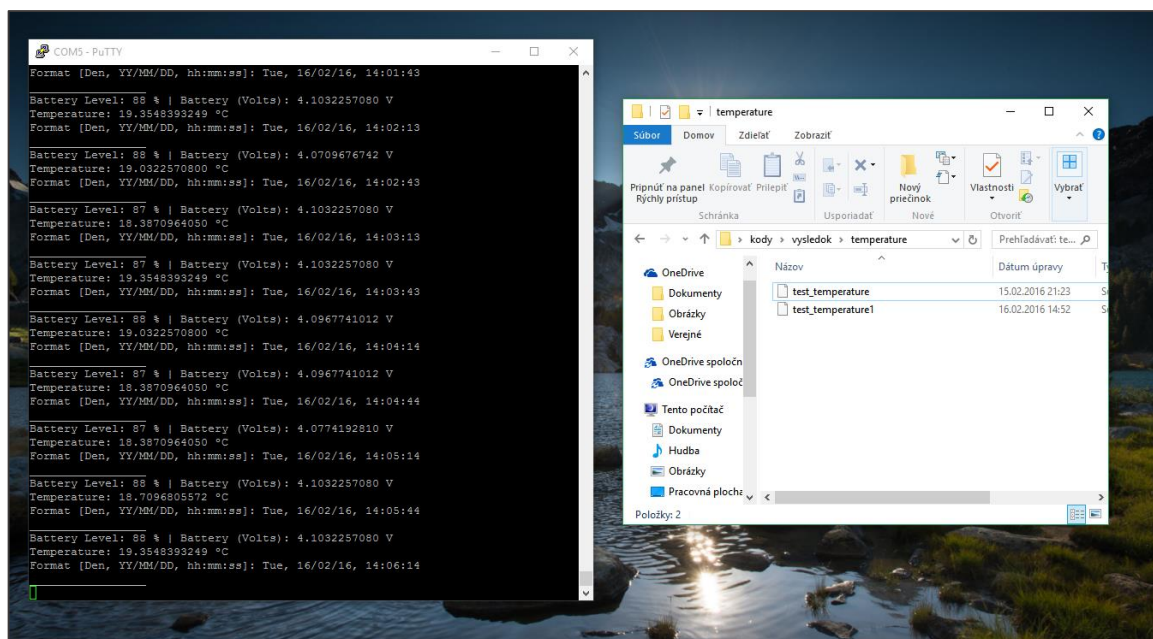 COM5 - PuTTY
Format [Den, YY/MM/DD, hh:mm:ss]: Tue, 16/02/16, 14:01:43
Battery Level: 88 % | Battery (Volts): 4.1032257080 V
Temperature: 19.3548393249 °C
Format [Den, YY/MM/DD, hh:mm:ss]: Tue, 16/02/16, 14:02:13
Battery Level: 88 % | Battery (Volts): 4.0709676742 V
Temperature: 19.0322570800 °C
Format [Den, YY/MM/DD, hh:mm:ss]: Tue, 16/02/16, 14:02:43
Battery Level: 87 % | Battery (Volts): 4.1032257080 V
Temperature: 18.3870964050 °C
Format [Den, YY/MM/DD, hh:mm:ss]: Tue, 16/02/16, 14:03:13
Battery Level: 87 % | Battery (Volts): 4.1032257080 V
Temperature: 19.3548393249 °C
Format [Den, YY/MM/DD, hh:mm:ss]: Tue, 16/02/16, 14:03:43
Battery Level: 88 % | Battery (Volts): 4.0967741012 V
Temperature: 19.0322570800 °C
Format [Den, YY/MM/DD, hh:mm:ss]: Tue, 16/02/16, 14:04:14
Battery Level: 87 % | Battery (Volts): 4.0967741012 V
Temperature: 18.3870964050 °C
Format [Den, YY/MM/DD, hh:mm:ss]: Tue, 16/02/16, 14:04:44
Battery Level: 87 % | Battery (Volts): 4.0774192810 V
Temperature: 18.3870964050 °C
Format [Den, YY/MM/DD, hh:mm:ss]: Tue, 16/02/16, 14:05:14
Battery Level: 88 % | Battery (Volts): 4.1032257080 V
Temperature: 18.7096805572 °C
Format [Den, YY/MM/DD, hh:mm:ss]: Tue, 16/02/16, 14:05:44
Battery Level: 88 % | Battery (Volts): 4.1032257080 V
Temperature: 19.3548393249 °C
Format [Den, YY/MM/DD, hh:mm:ss]: Tue, 16/02/16, 14:06:14
temperature
Súbor Domov Zdieľať Zobraziť
Pripnúť na panel Kopírovať Prilepiť
Rýchly prístup
Nový
priečinok
Vlastnosti
Vybrať
Schránka Usporiadať Nové Otvoriť
kody › vysledok › temperature
Prehľadávať: te...
Názov Dátum úpravy
OneDrive
Dokumenty
Obrázky
Verejné
OneDrive spoločn
OneDrive spoloč
Tento počítač
Dokumenty
Hudba
Obrázky
Pracovná plocha
test_temperature 15.02.2016 21:23
test_temperature1 16.02.2016 14:52
Položky: 2